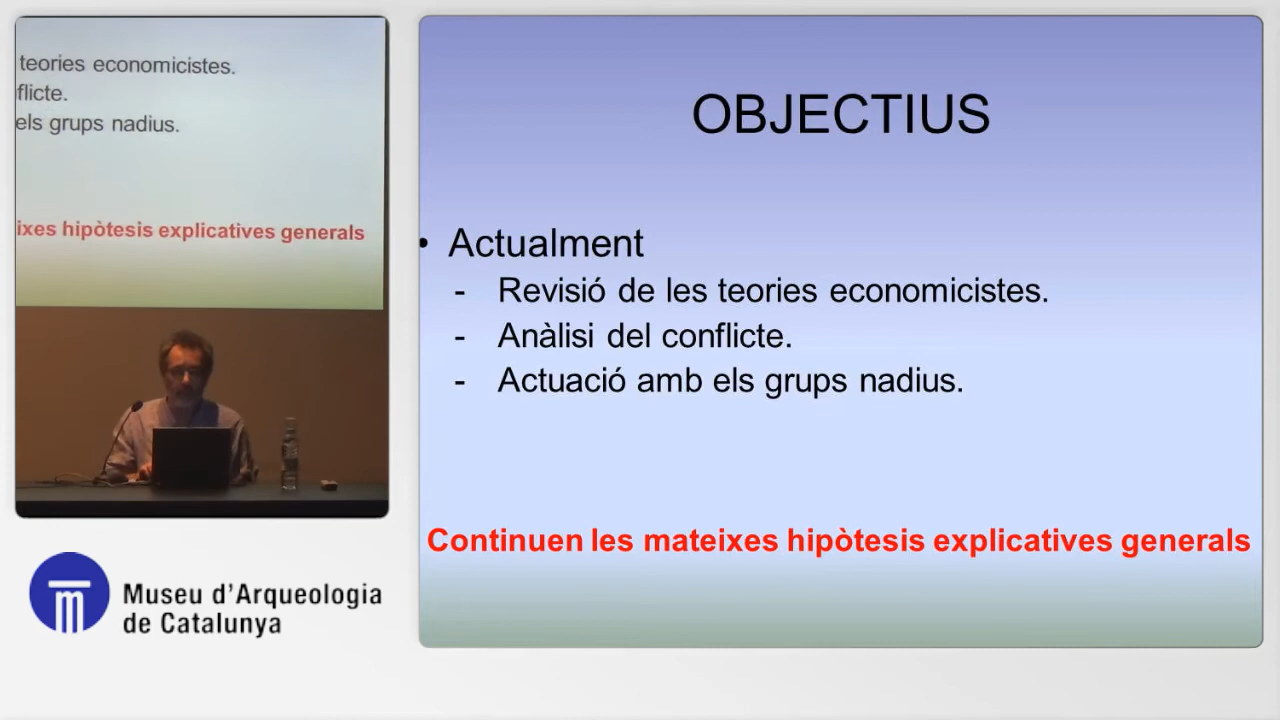 teories economicistes.
flicte.
els grups nadius.
ixes hipòtesis explicatives generals
Museu d'Arqueologia
de Catalunya
OBJECTIUS
• Actualment
- Revisió de les teories economicistes.
- Anàlisi del conflicte.
- Actuació amb els grups nadius.
Continuen les mateixes hipòtesis explicatives generals